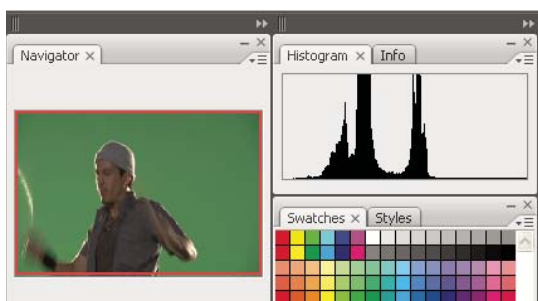 Navigator ×
Histogram × Info
Swatches × Styles